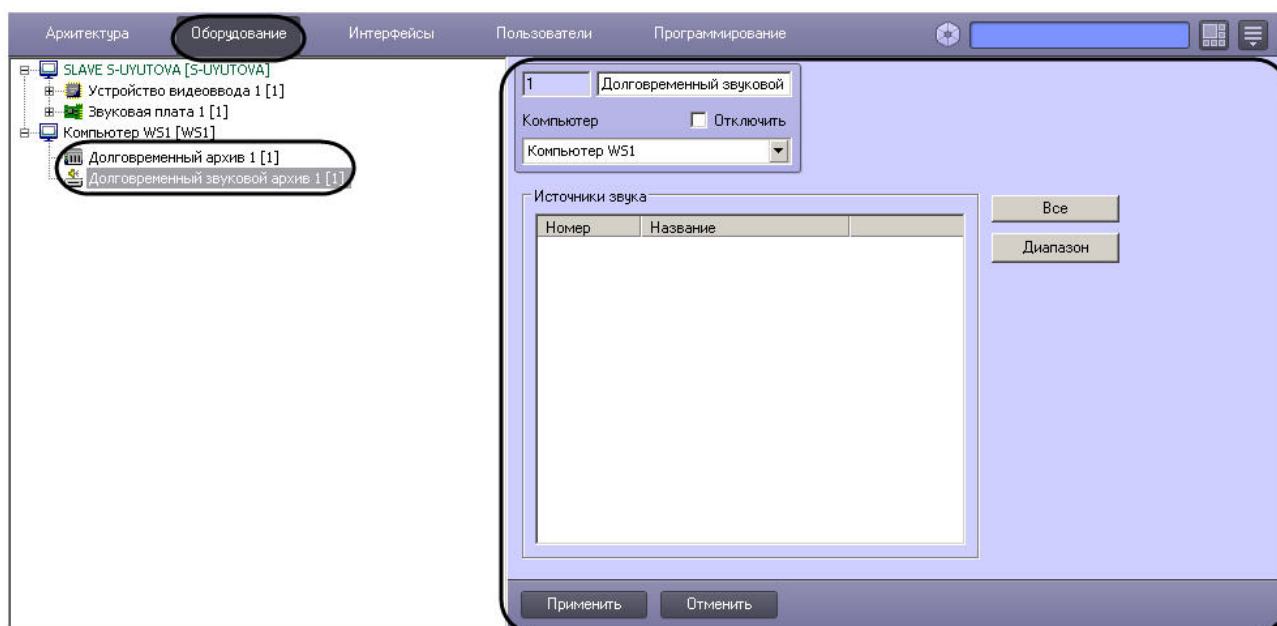 Архитектура Оборудование Интерфейсы Пользователи Программирование
SLAVE S-UYUTOVA [S-UYUTOVA]
Устройство видеоввода 1 [1]
Звуковая плата 1 [1]
Компьютер WS1 [WS1]
Долговременный архив 1 [1]
Долговременный звуковой архив 1 [1]
1 Долговременный звуковой
Компьютер Отключить
Компьютер WS1
Источники звука
Номер Название
Все
Диапазон
Применить Отменить